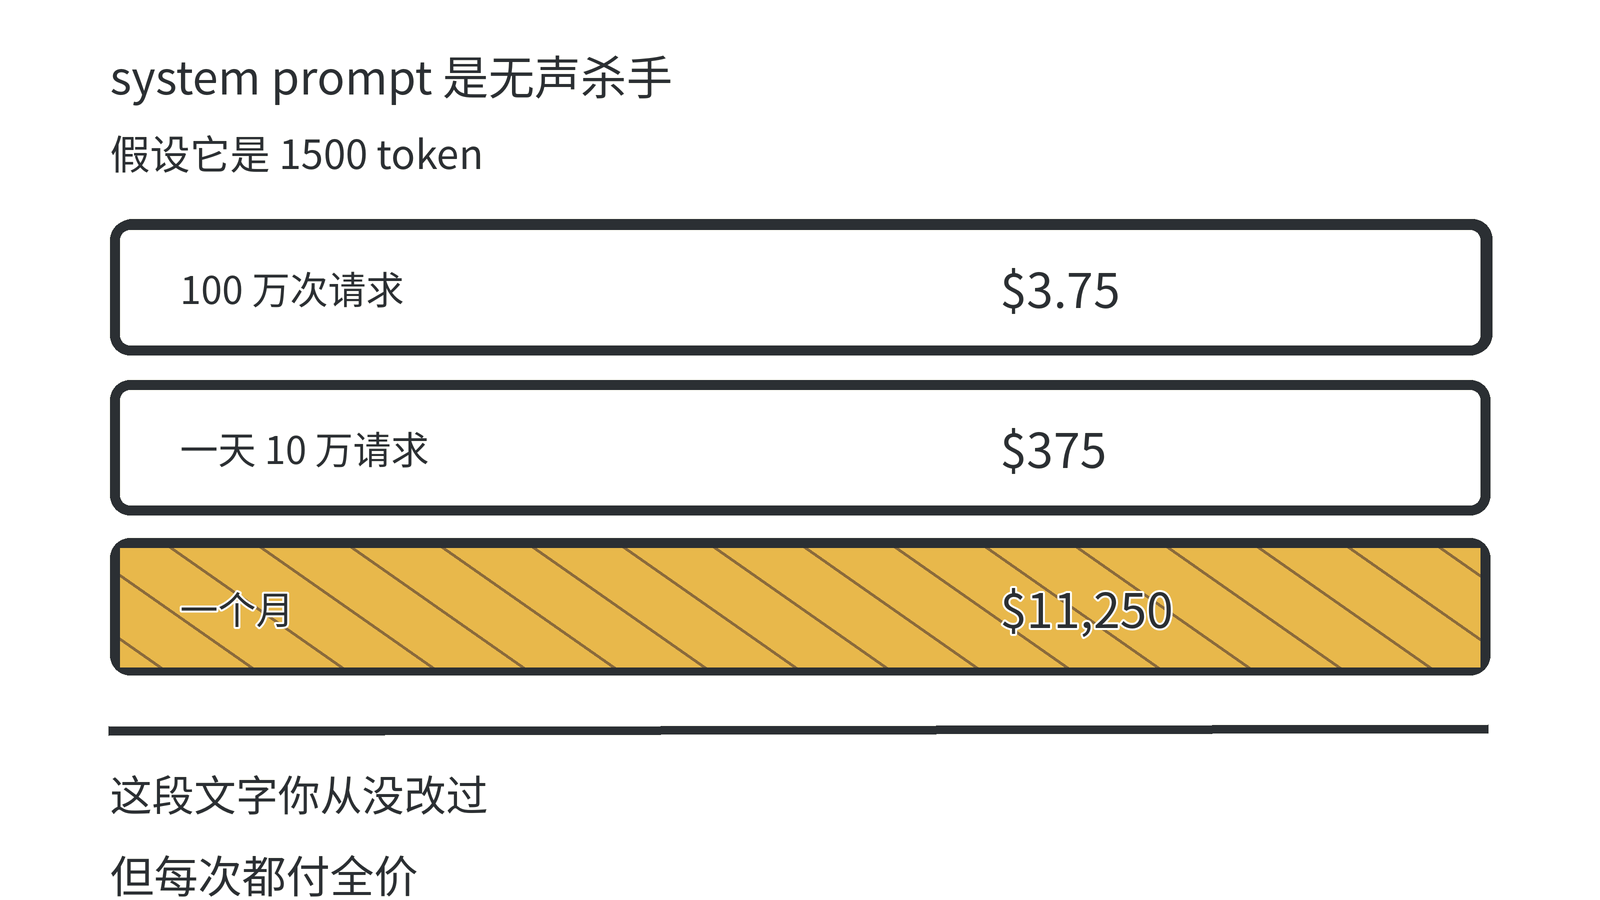 system prompt 是无声杀手
假设它是 1500 token
100 万次请求 $3.75
一天 10 万请求 $375
一个月 $11,250
这段文字你从没改过
但每次都付全价